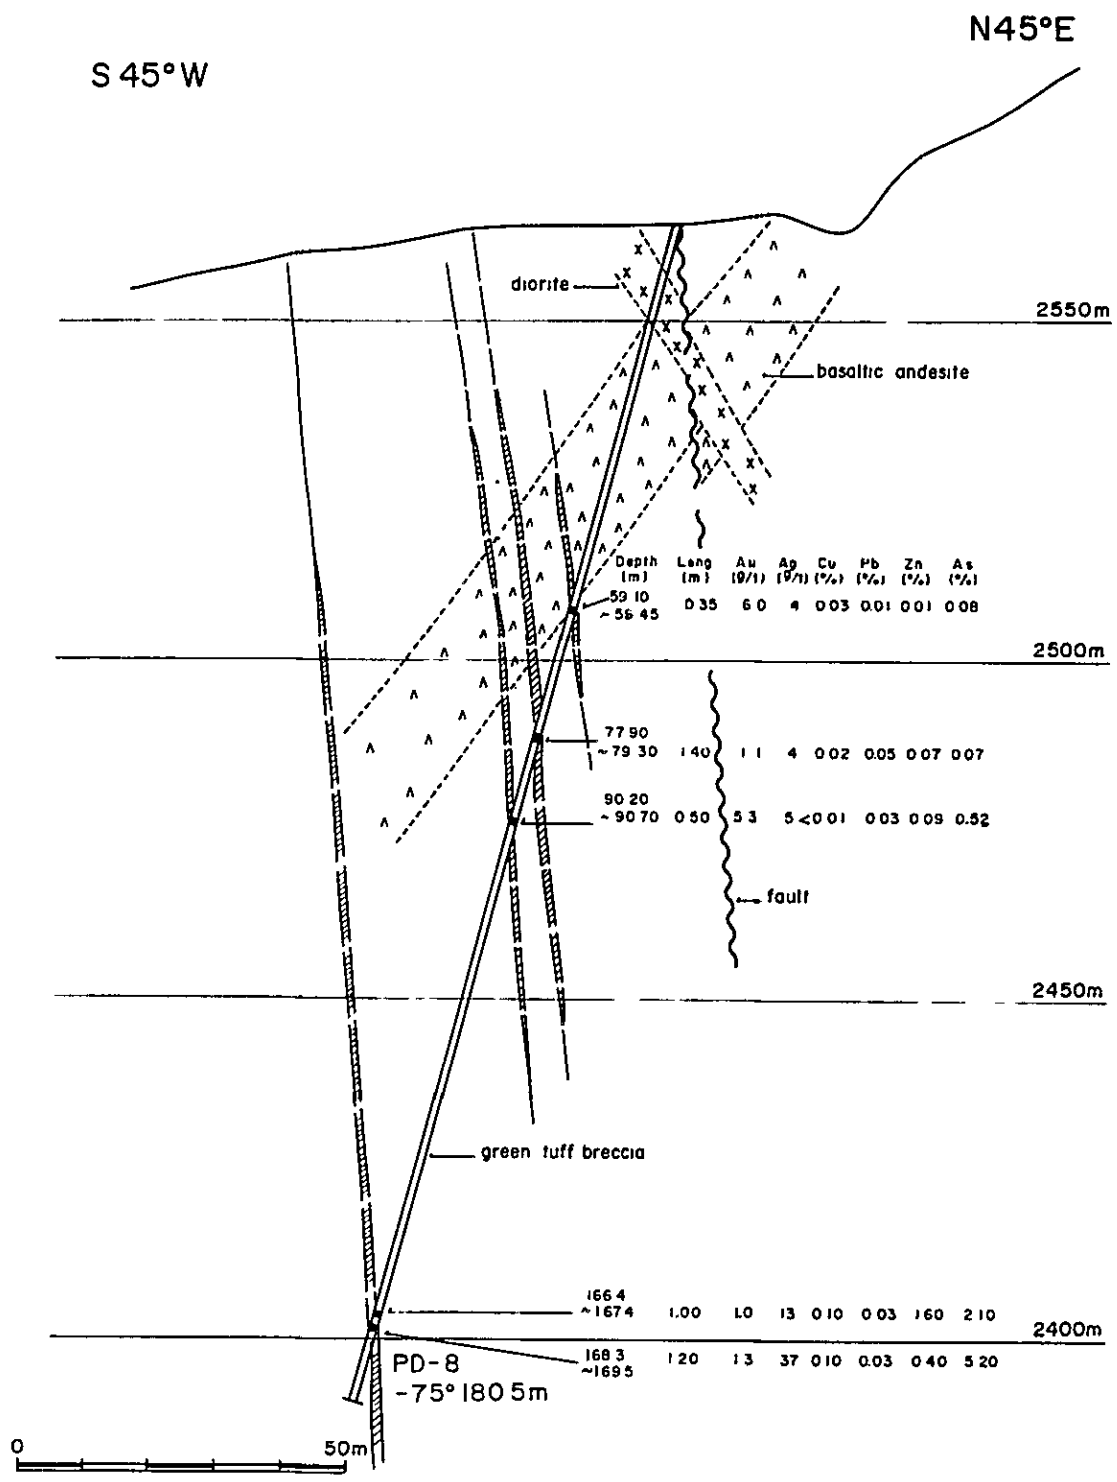 N45°E
S 45°W
diorite
2550m
basaltic andesite
Depth Leng Au Ag Cu Pb Zn As
(m) (m) (g/t) (g/t) (%) (%) (%) (%)
59 10
~ 56 45 0 35 6 0 4 0 03 0.01 0 01 0 08
2500m
77 90
~ 79 30 1 40 1 1 4 0 02 0.05 0 07 0.07
90 20
~ 90 70 0 50 5 3 5 <0 01 0 03 0 09 0.52
fault
2450m
green tuff breccia
166 4
~ 167 4 1.00 1.0 13 0 10 0 03 1 60 2 10
2400m
168 3
~ 169 5 1 20 1 3 37 0 10 0.03 0 40 5 20
PD-8
-75° 180 5m
0 50m